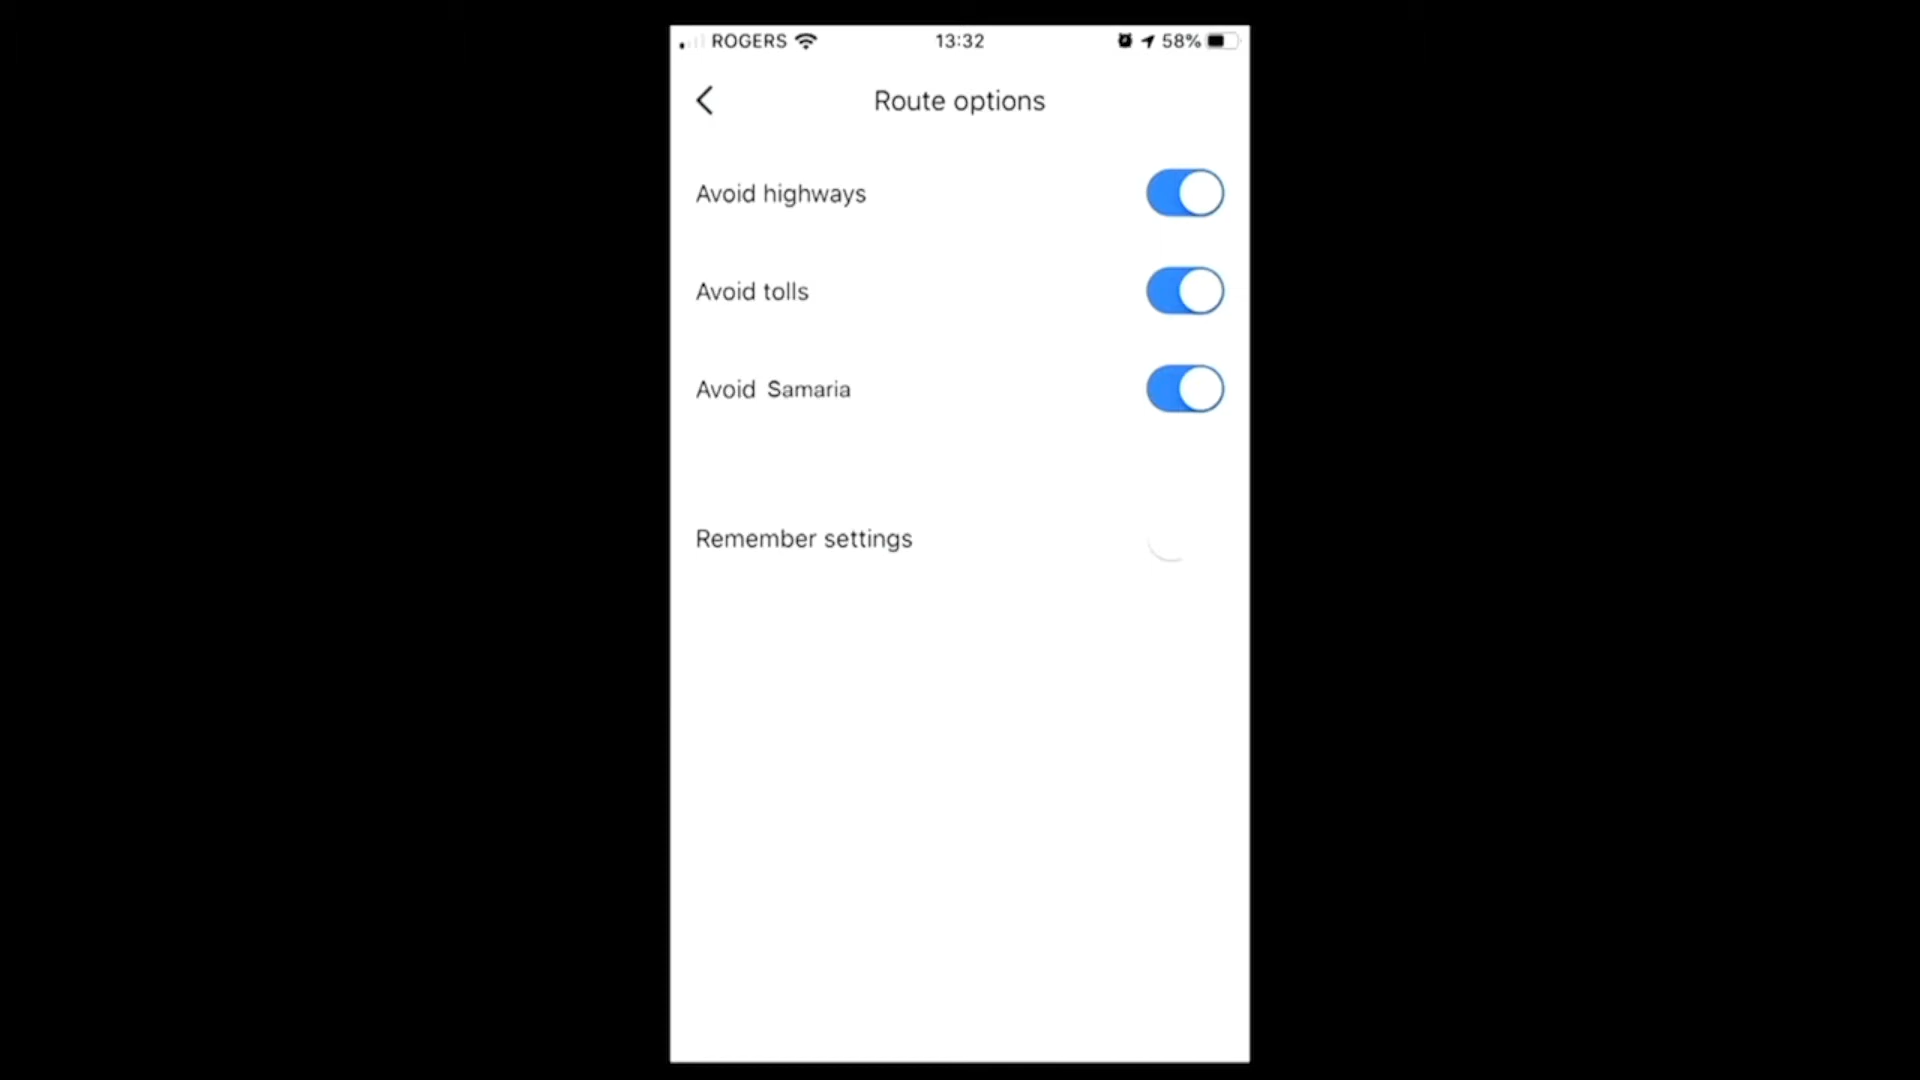 ROGERS 13:32 58%
Route options
Avoid highways
Avoid tolls
Avoid Samaria
Remember settings